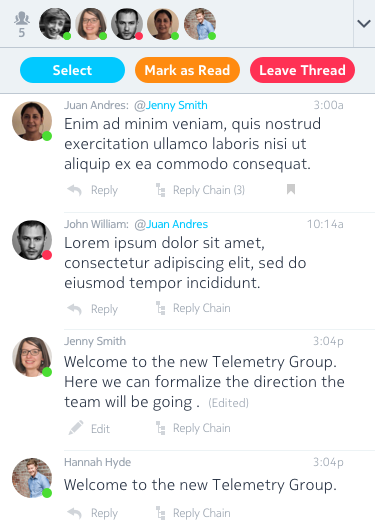 5
Select
Mark as Read
Leave Thread
Juan Andres: @Jenny Smith 3:00a
Enim ad minim veniam, quis nostrud
exercitation ullamco laboris nisi ut
aliquip ex ea commodo consequat.
Reply Reply Chain (3)
John William: @Juan Andres 10:14a
Lorem ipsum dolor sit amet,
consectetur adipiscing elit, sed do
eiusmod tempor incididunt.
Reply Reply Chain
Jenny Smith 3:04p
Welcome to the new Telemetry Group.
Here we can formalize the direction the
team will be going . (Edited)
Edit Reply Chain
Hannah Hyde 3:04p
Welcome to the new Telemetry Group.
Reply Reply Chain